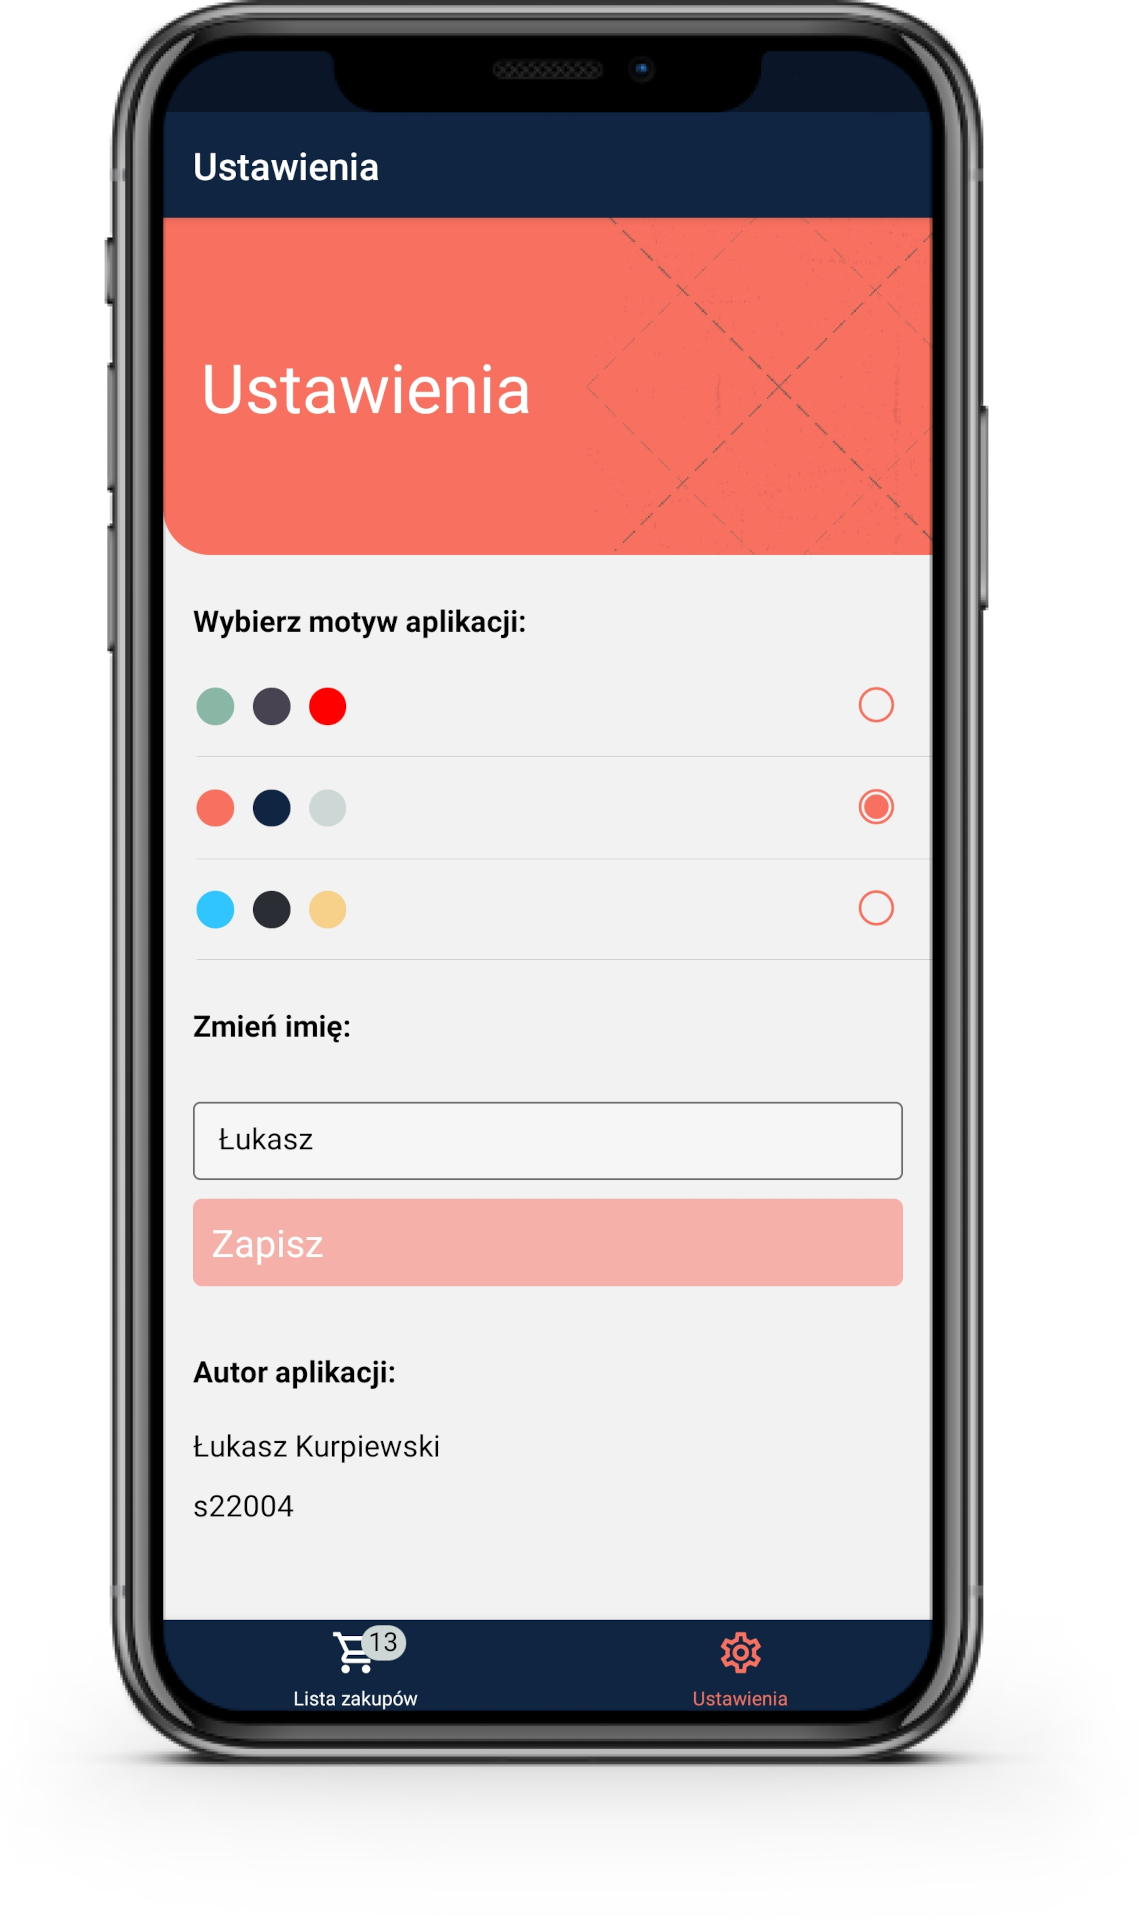 Ustawienia
Ustawienia
Wybierz motyw aplikacji:
Zmień imię:
Łukasz
Zapisz
Autor aplikacji:
Łukasz Kurpiewski
s22004
13
Lista zakupów
Ustawienia